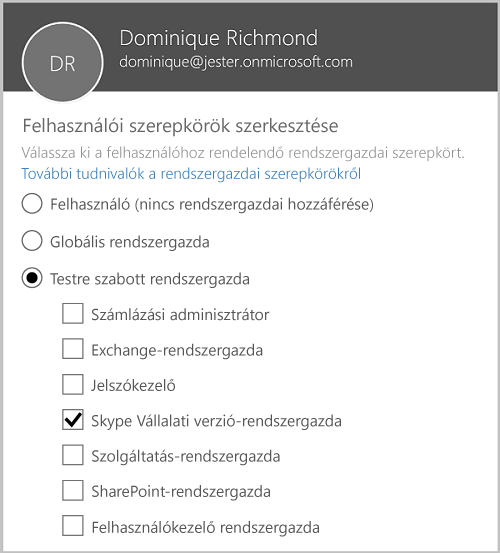 DR
Dominique Richmond
dominique@jester.onmicrosoft.com
Felhasználói szerepkörök szerkesztése
Válassza ki a felhasználóhoz rendelendő rendszergazdai szerepkört.
További tudnivalók a rendszergazdai szerepkörökről
Felhasználó (nincs rendszergazdai hozzáférése)
Globális rendszergazda
Testre szabott rendszergazda
Számlázási adminisztrátor
Exchange-rendszergazda
Jelszókezelő
Skype Vállalati verzió-rendszergazda
Szolgáltatás-rendszergazda
SharePoint-rendszergazda
Felhasználókezelő rendszergazda